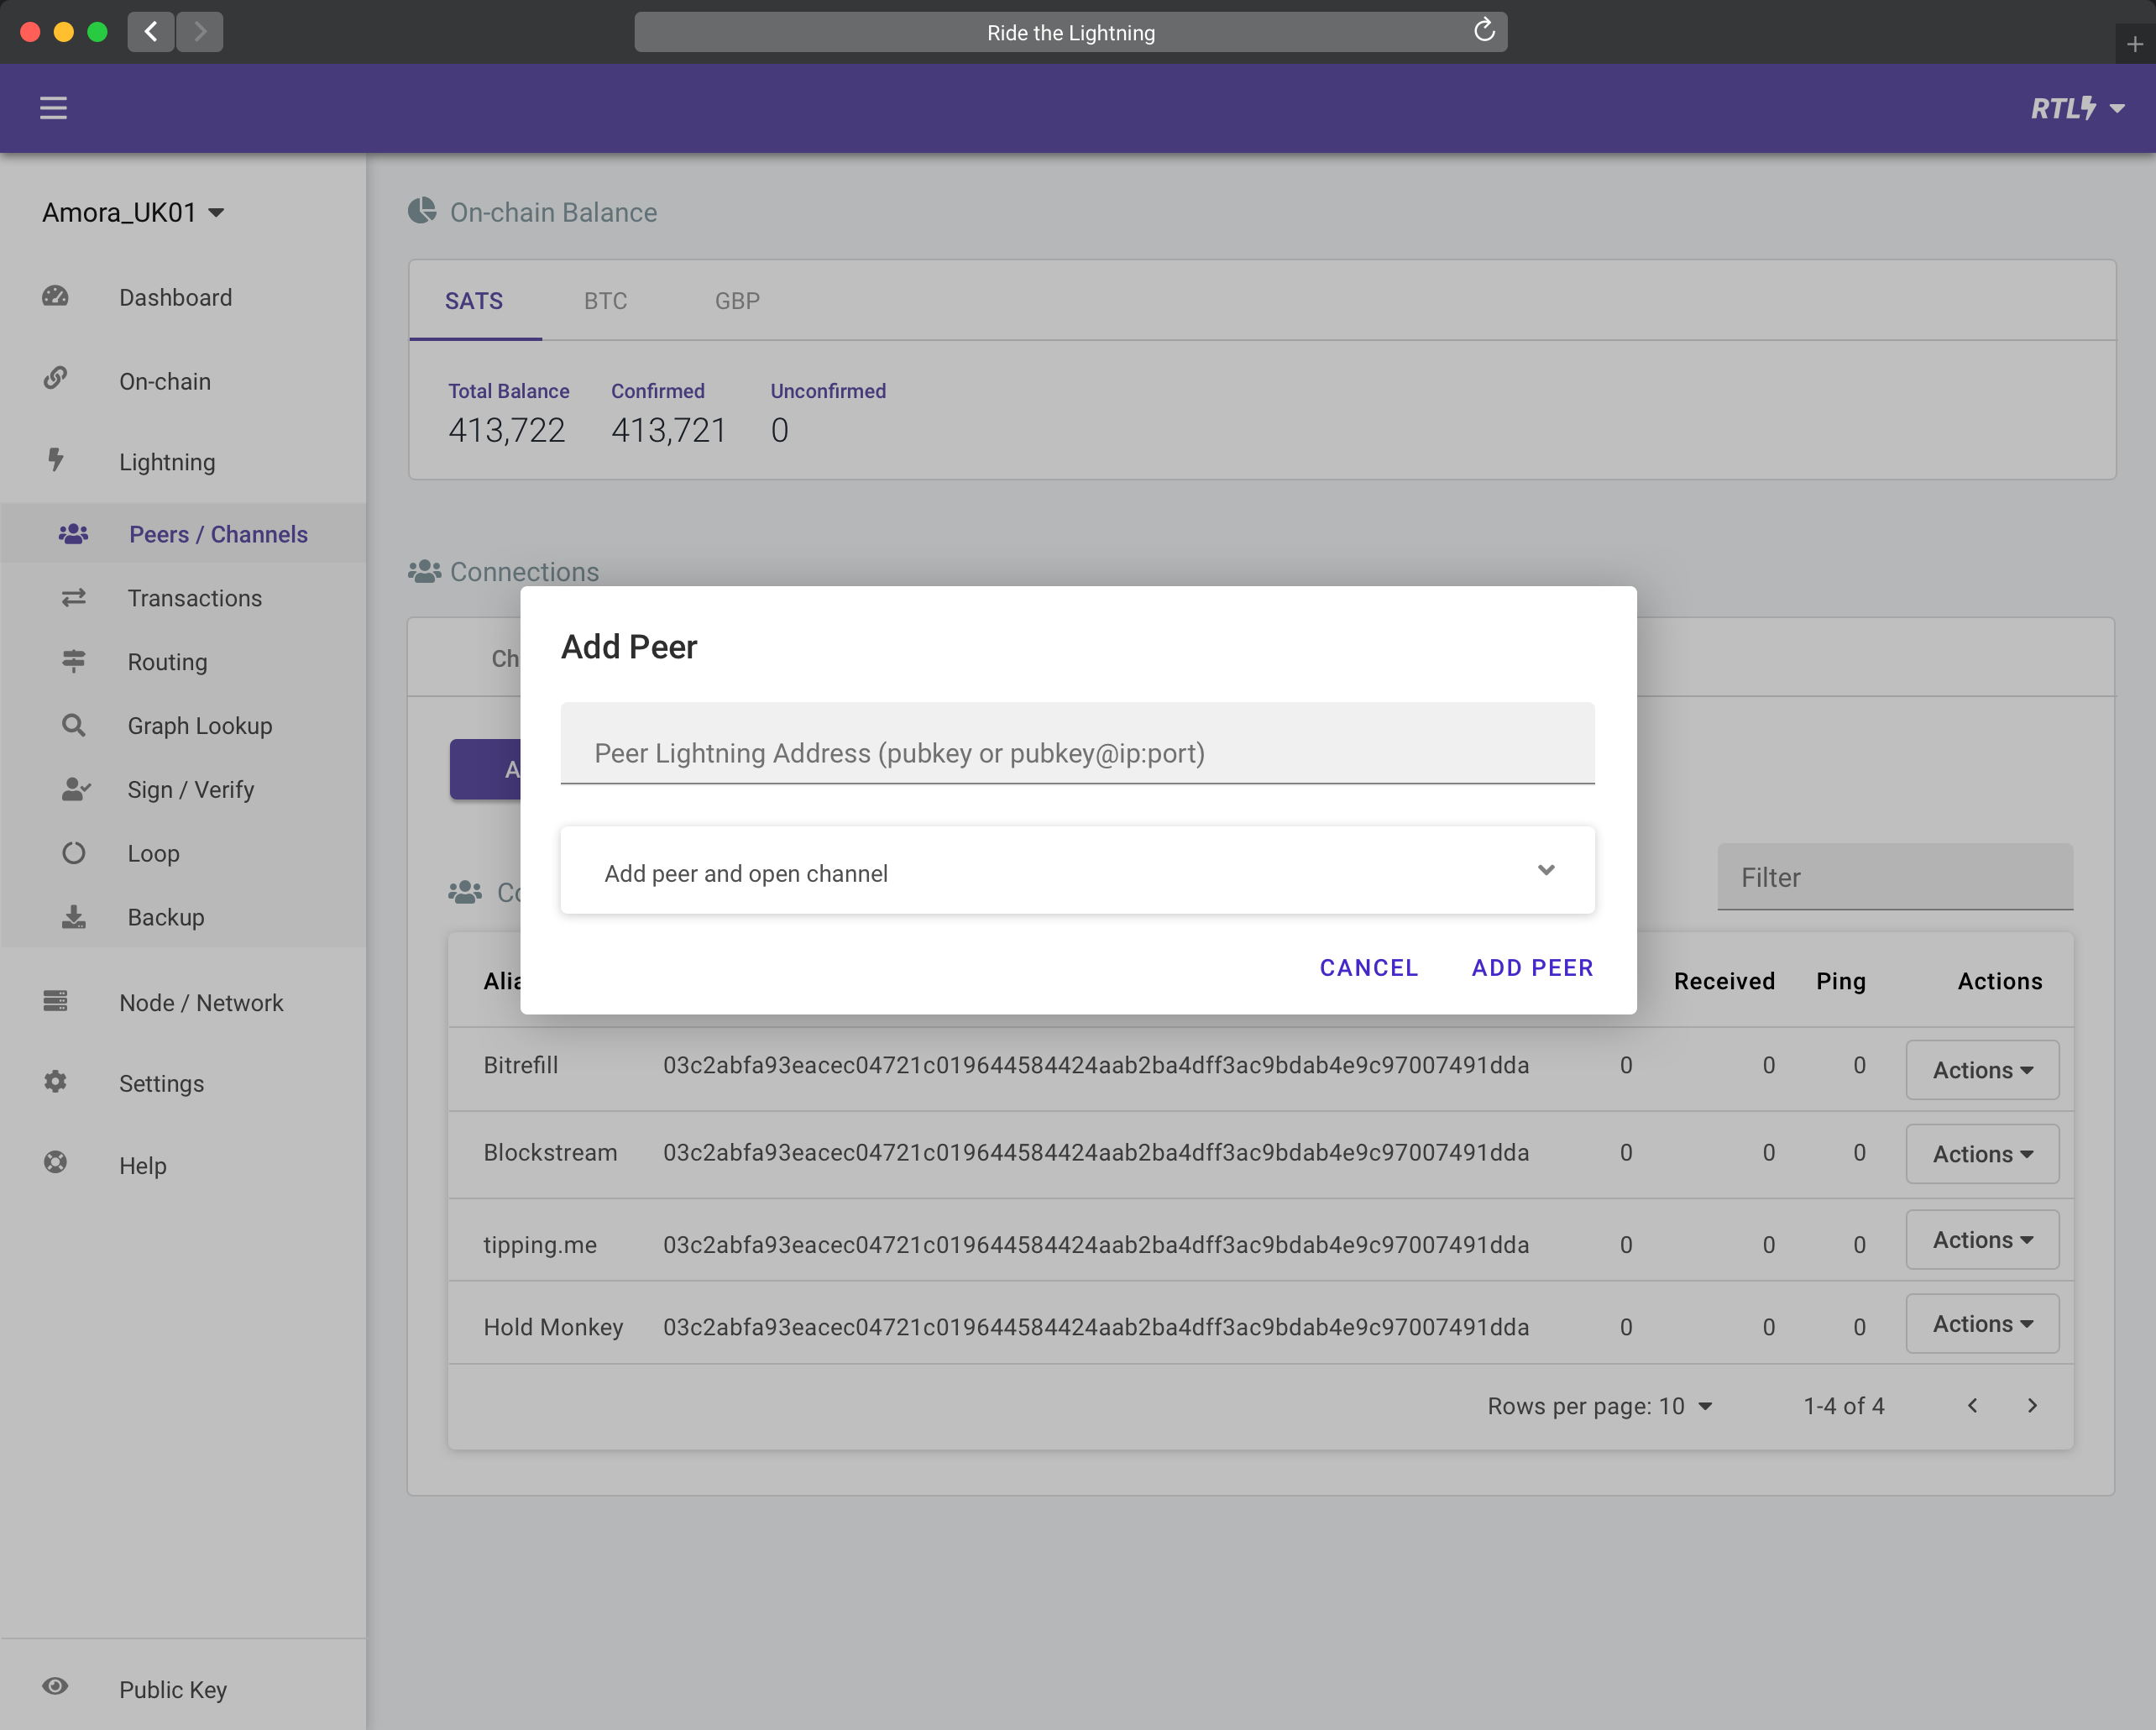 Ride the Lightning
RTL
Amora_UK01
Dashboard
On-chain
Lightning
Peers / Channels
Transactions
Routing
Graph Lookup
Sign / Verify
Loop
Backup
Node / Network
Settings
Help
Public Key
On-chain Balance
SATS BTC GBP
Total Balance Confirmed Unconfirmed
413,722 413,721 0
Connections
Add Peer
Peer Lightning Address (pubkey or pubkey@ip:port)
Add peer and open channel
CANCEL ADD PEER
Filter
Received Ping Actions
Bitrefill 03c2abfa93eacec04721c019644584424aab2ba4dff3ac9bdab4e9c97007491dda 0 0 0 Actions
Blockstream 03c2abfa93eacec04721c019644584424aab2ba4dff3ac9bdab4e9c97007491dda 0 0 0 Actions
tipping.me 03c2abfa93eacec04721c019644584424aab2ba4dff3ac9bdab4e9c97007491dda 0 0 0 Actions
Hold Monkey 03c2abfa93eacec04721c019644584424aab2ba4dff3ac9bdab4e9c97007491dda 0 0 0 Actions
Rows per page: 10 1-4 of 4